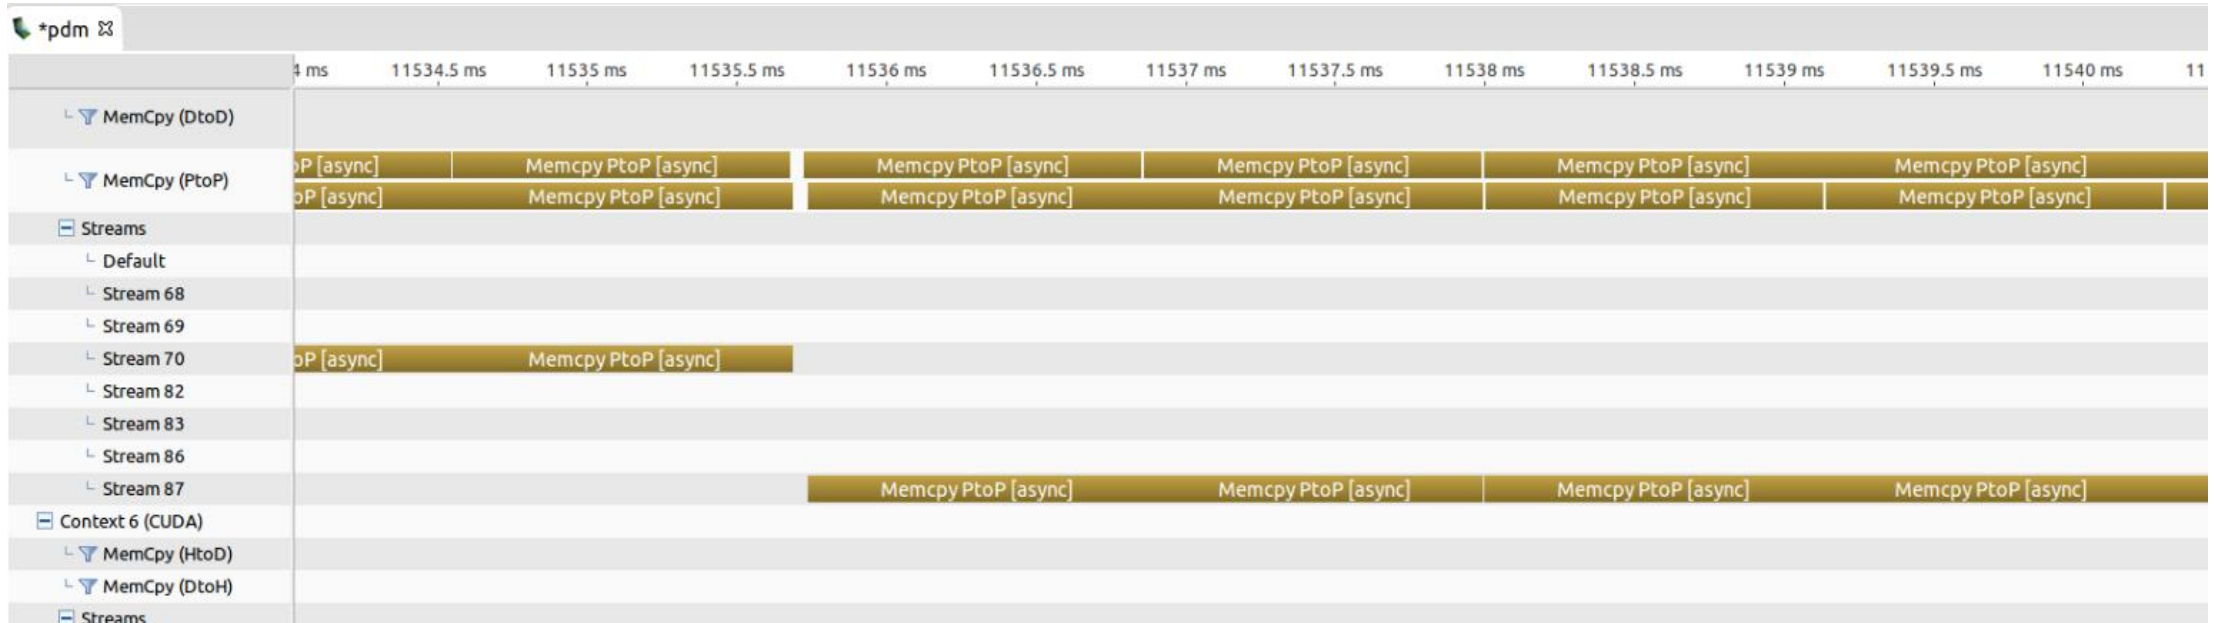 *pdm
4 ms 11534.5 ms 11535 ms 11535.5 ms 11536 ms 11536.5 ms 11537 ms 11537.5 ms 11538 ms 11538.5 ms 11539 ms 11539.5 ms 11540 ms 11
MemCpy (DtoD)
oP [async] Memcpy PtoP [async] Memcpy PtoP [async] Memcpy PtoP [async] Memcpy PtoP [async] Memcpy PtoP [async]
MemCpy (PtoP)
oP [async] Memcpy PtoP [async] Memcpy PtoP [async] Memcpy PtoP [async] Memcpy PtoP [async] Memcpy PtoP [async]
Streams
Default
Stream 68
Stream 69
Stream 70 oP [async] Memcpy PtoP [async]
Stream 82
Stream 83
Stream 86
Stream 87 Memcpy PtoP [async] Memcpy PtoP [async] Memcpy PtoP [async] Memcpy PtoP [async]
Context 6 (CUDA)
MemCpy (HtoD)
MemCpy (DtoH)
Streams